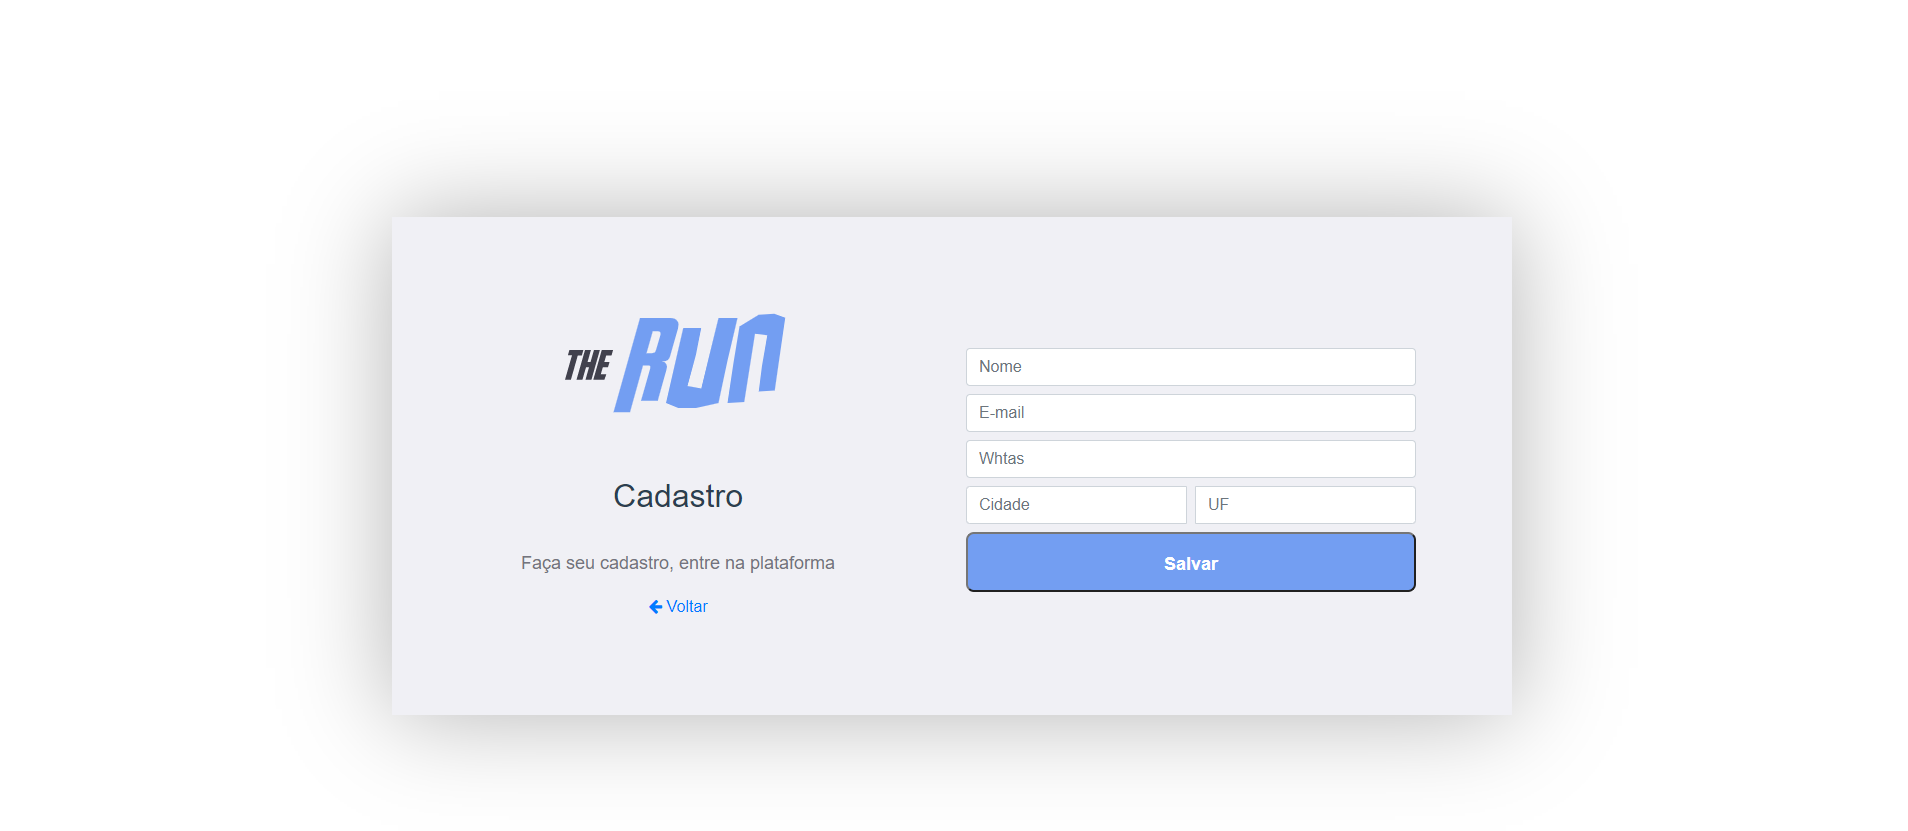 THE RUN
Cadastro
Faça seu cadastro, entre na plataforma
Voltar
Nome
E-mail
Whtas
Cidade UF
Salvar